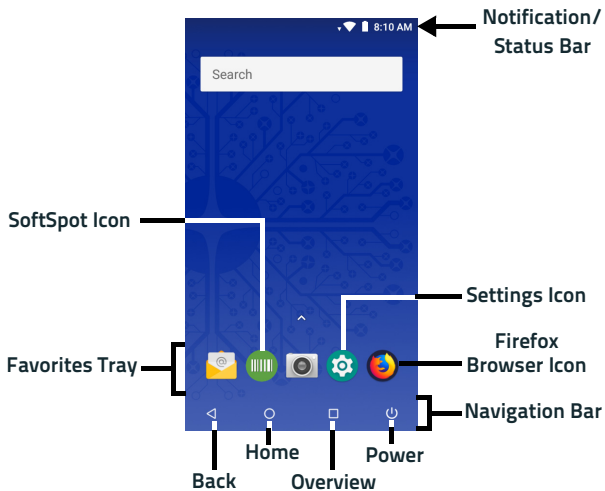 Notification/
Status Bar
8:10 AM
Search
SoftSpot Icon
Settings Icon
Favorites Tray
Firefox
Browser Icon
Navigation Bar
Home
Power
Back
Overview